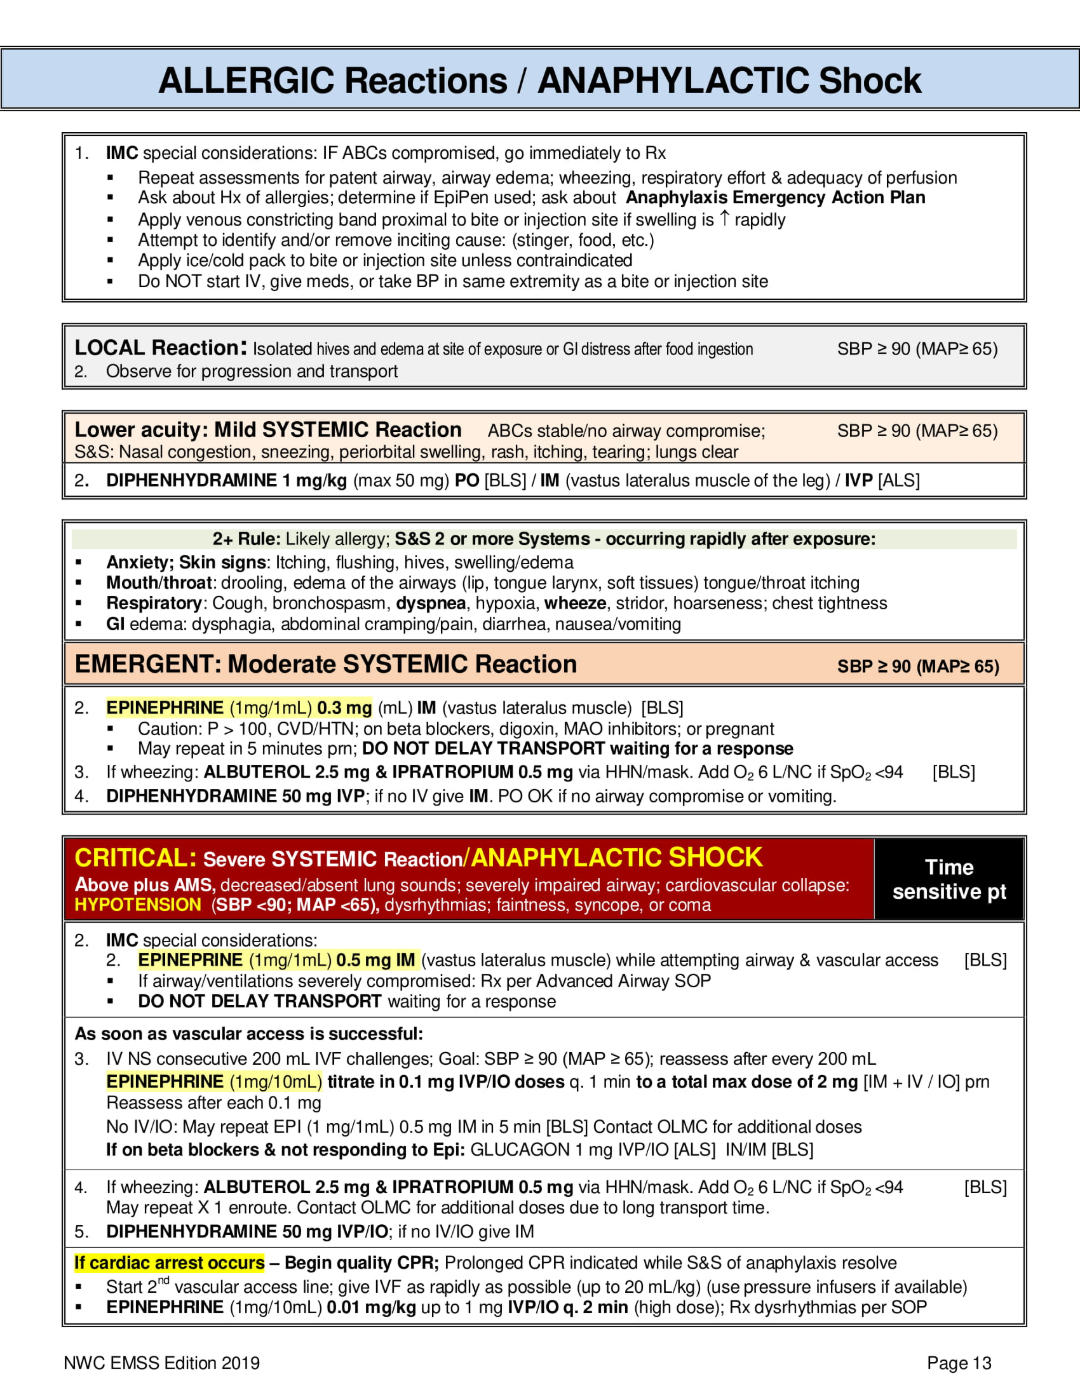 ALLERGIC Reactions / ANAPHYLACTIC Shock
1. IMC special considerations: IF ABCs compromised, go immediately to Rx
▪ Repeat assessments for patent airway, airway edema; wheezing, respiratory effort & adequacy of perfusion
▪ Ask about Hx of allergies; determine if EpiPen used; ask about Anaphylaxis Emergency Action Plan
▪ Apply venous constricting band proximal to bite or injection site if swelling is ↑ rapidly
▪ Attempt to identify and/or remove inciting cause: (stinger, food, etc.)
▪ Apply ice/cold pack to bite or injection site unless contraindicated
▪ Do NOT start IV, give meds, or take BP in same extremity as a bite or injection site
LOCAL Reaction: Isolated hives and edema at site of exposure or GI distress after food ingestion SBP ≥ 90 (MAP≥ 65)
2. Observe for progression and transport
Lower acuity: Mild SYSTEMIC Reaction ABCs stable/no airway compromise; SBP ≥ 90 (MAP≥ 65)
S&S: Nasal congestion, sneezing, periorbital swelling, rash, itching, tearing; lungs clear
2. DIPHENHYDRAMINE 1 mg/kg (max 50 mg) PO [BLS] / IM (vastus lateralus muscle of the leg) / IVP [ALS]
2+ Rule: Likely allergy; S&S 2 or more Systems - occurring rapidly after exposure:
▪ Anxiety; Skin signs: Itching, flushing, hives, swelling/edema
▪ Mouth/throat: drooling, edema of the airways (lip, tongue larynx, soft tissues) tongue/throat itching
▪ Respiratory: Cough, bronchospasm, dyspnea, hypoxia, wheeze, stridor, hoarseness; chest tightness
▪ GI edema: dysphagia, abdominal cramping/pain, diarrhea, nausea/vomiting
EMERGENT: Moderate SYSTEMIC Reaction SBP ≥ 90 (MAP≥ 65)
2. EPINEPHRINE (1mg/1mL) 0.3 mg (mL) IM (vastus lateralus muscle) [BLS]
▪ Caution: P > 100, CVD/HTN; on beta blockers, digoxin, MAO inhibitors; or pregnant
▪ May repeat in 5 minutes prn; DO NOT DELAY TRANSPORT waiting for a response
3. If wheezing: ALBUTEROL 2.5 mg & IPRATROPIUM 0.5 mg via HHN/mask. Add O2 6 L/NC if SpO2 <94 [BLS]
4. DIPHENHYDRAMINE 50 mg IVP; if no IV give IM. PO OK if no airway compromise or vomiting.
CRITICAL: Severe SYSTEMIC Reaction/ANAPHYLACTIC SHOCK
Above plus AMS, decreased/absent lung sounds; severely impaired airway; cardiovascular collapse:
HYPOTENSION (SBP <90; MAP <65), dysrhythmias; faintness, syncope, or coma
Time
sensitive pt
2. IMC special considerations:
2. EPINEPRINE (1mg/1mL) 0.5 mg IM (vastus lateralus muscle) while attempting airway & vascular access [BLS]
▪ If airway/ventilations severely compromised: Rx per Advanced Airway SOP
▪ DO NOT DELAY TRANSPORT waiting for a response
As soon as vascular access is successful:
3. IV NS consecutive 200 mL IVF challenges; Goal: SBP ≥ 90 (MAP ≥ 65); reassess after every 200 mL
EPINEPHRINE (1mg/10mL) titrate in 0.1 mg IVP/IO doses q. 1 min to a total max dose of 2 mg [IM + IV / IO] prn
Reassess after each 0.1 mg
No IV/IO: May repeat EPI (1 mg/1mL) 0.5 mg IM in 5 min [BLS] Contact OLMC for additional doses
If on beta blockers & not responding to Epi: GLUCAGON 1 mg IVP/IO [ALS] IN/IM [BLS]
4. If wheezing: ALBUTEROL 2.5 mg & IPRATROPIUM 0.5 mg via HHN/mask. Add O2 6 L/NC if SpO2 <94 [BLS]
May repeat X 1 enroute. Contact OLMC for additional doses due to long transport time.
5. DIPHENHYDRAMINE 50 mg IVP/IO; if no IV/IO give IM
If cardiac arrest occurs – Begin quality CPR; Prolonged CPR indicated while S&S of anaphylaxis resolve
▪ Start 2nd vascular access line; give IVF as rapidly as possible (up to 20 mL/kg) (use pressure infusers if available)
▪ EPINEPHRINE (1mg/10mL) 0.01 mg/kg up to 1 mg IVP/IO q. 2 min (high dose); Rx dysrhythmias per SOP
NWC EMSS Edition 2019 Page 13